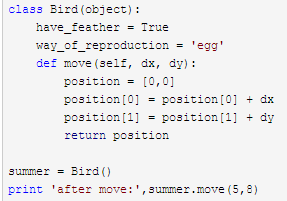 class Bird(object):
    have_feather = True
    way_of_reproduction = 'egg'
    def move(self, dx, dy):
        position = [0,0]
        position[0] = position[0] + dx
        position[1] = position[1] + dy
        return position

summer = Bird()
print 'after move:',summer.move(5,8)